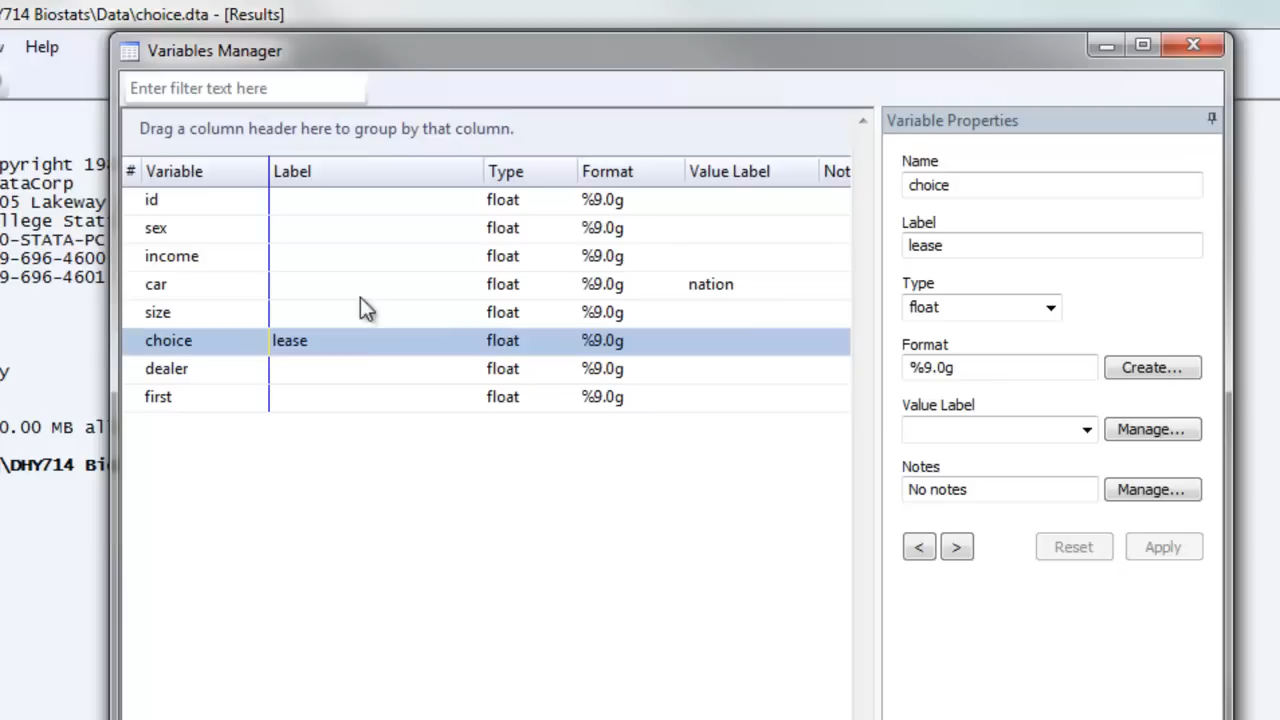 Y714 Biostats\Data\choice.dta - [Results]
Help
Variables Manager
Enter filter text here
Drag a column header here to group by that column.
# Variable Label Type Format Value Label Not
id float %9.0g
sex float %9.0g
income float %9.0g
car float %9.0g nation
size float %9.0g
choice lease float %9.0g
dealer float %9.0g
first float %9.0g
Variable Properties
Name
choice
Label
lease
Type
float
Format
%9.0g Create...
Value Label
Manage...
Notes
No notes Manage...
< > Reset Apply
pyright 19
ataCorp
05 Lakeway
llege Stat
0-STATA-PC
9-696-4600
9-696-4601
y
0.00 MB al
\DHY714 Bi